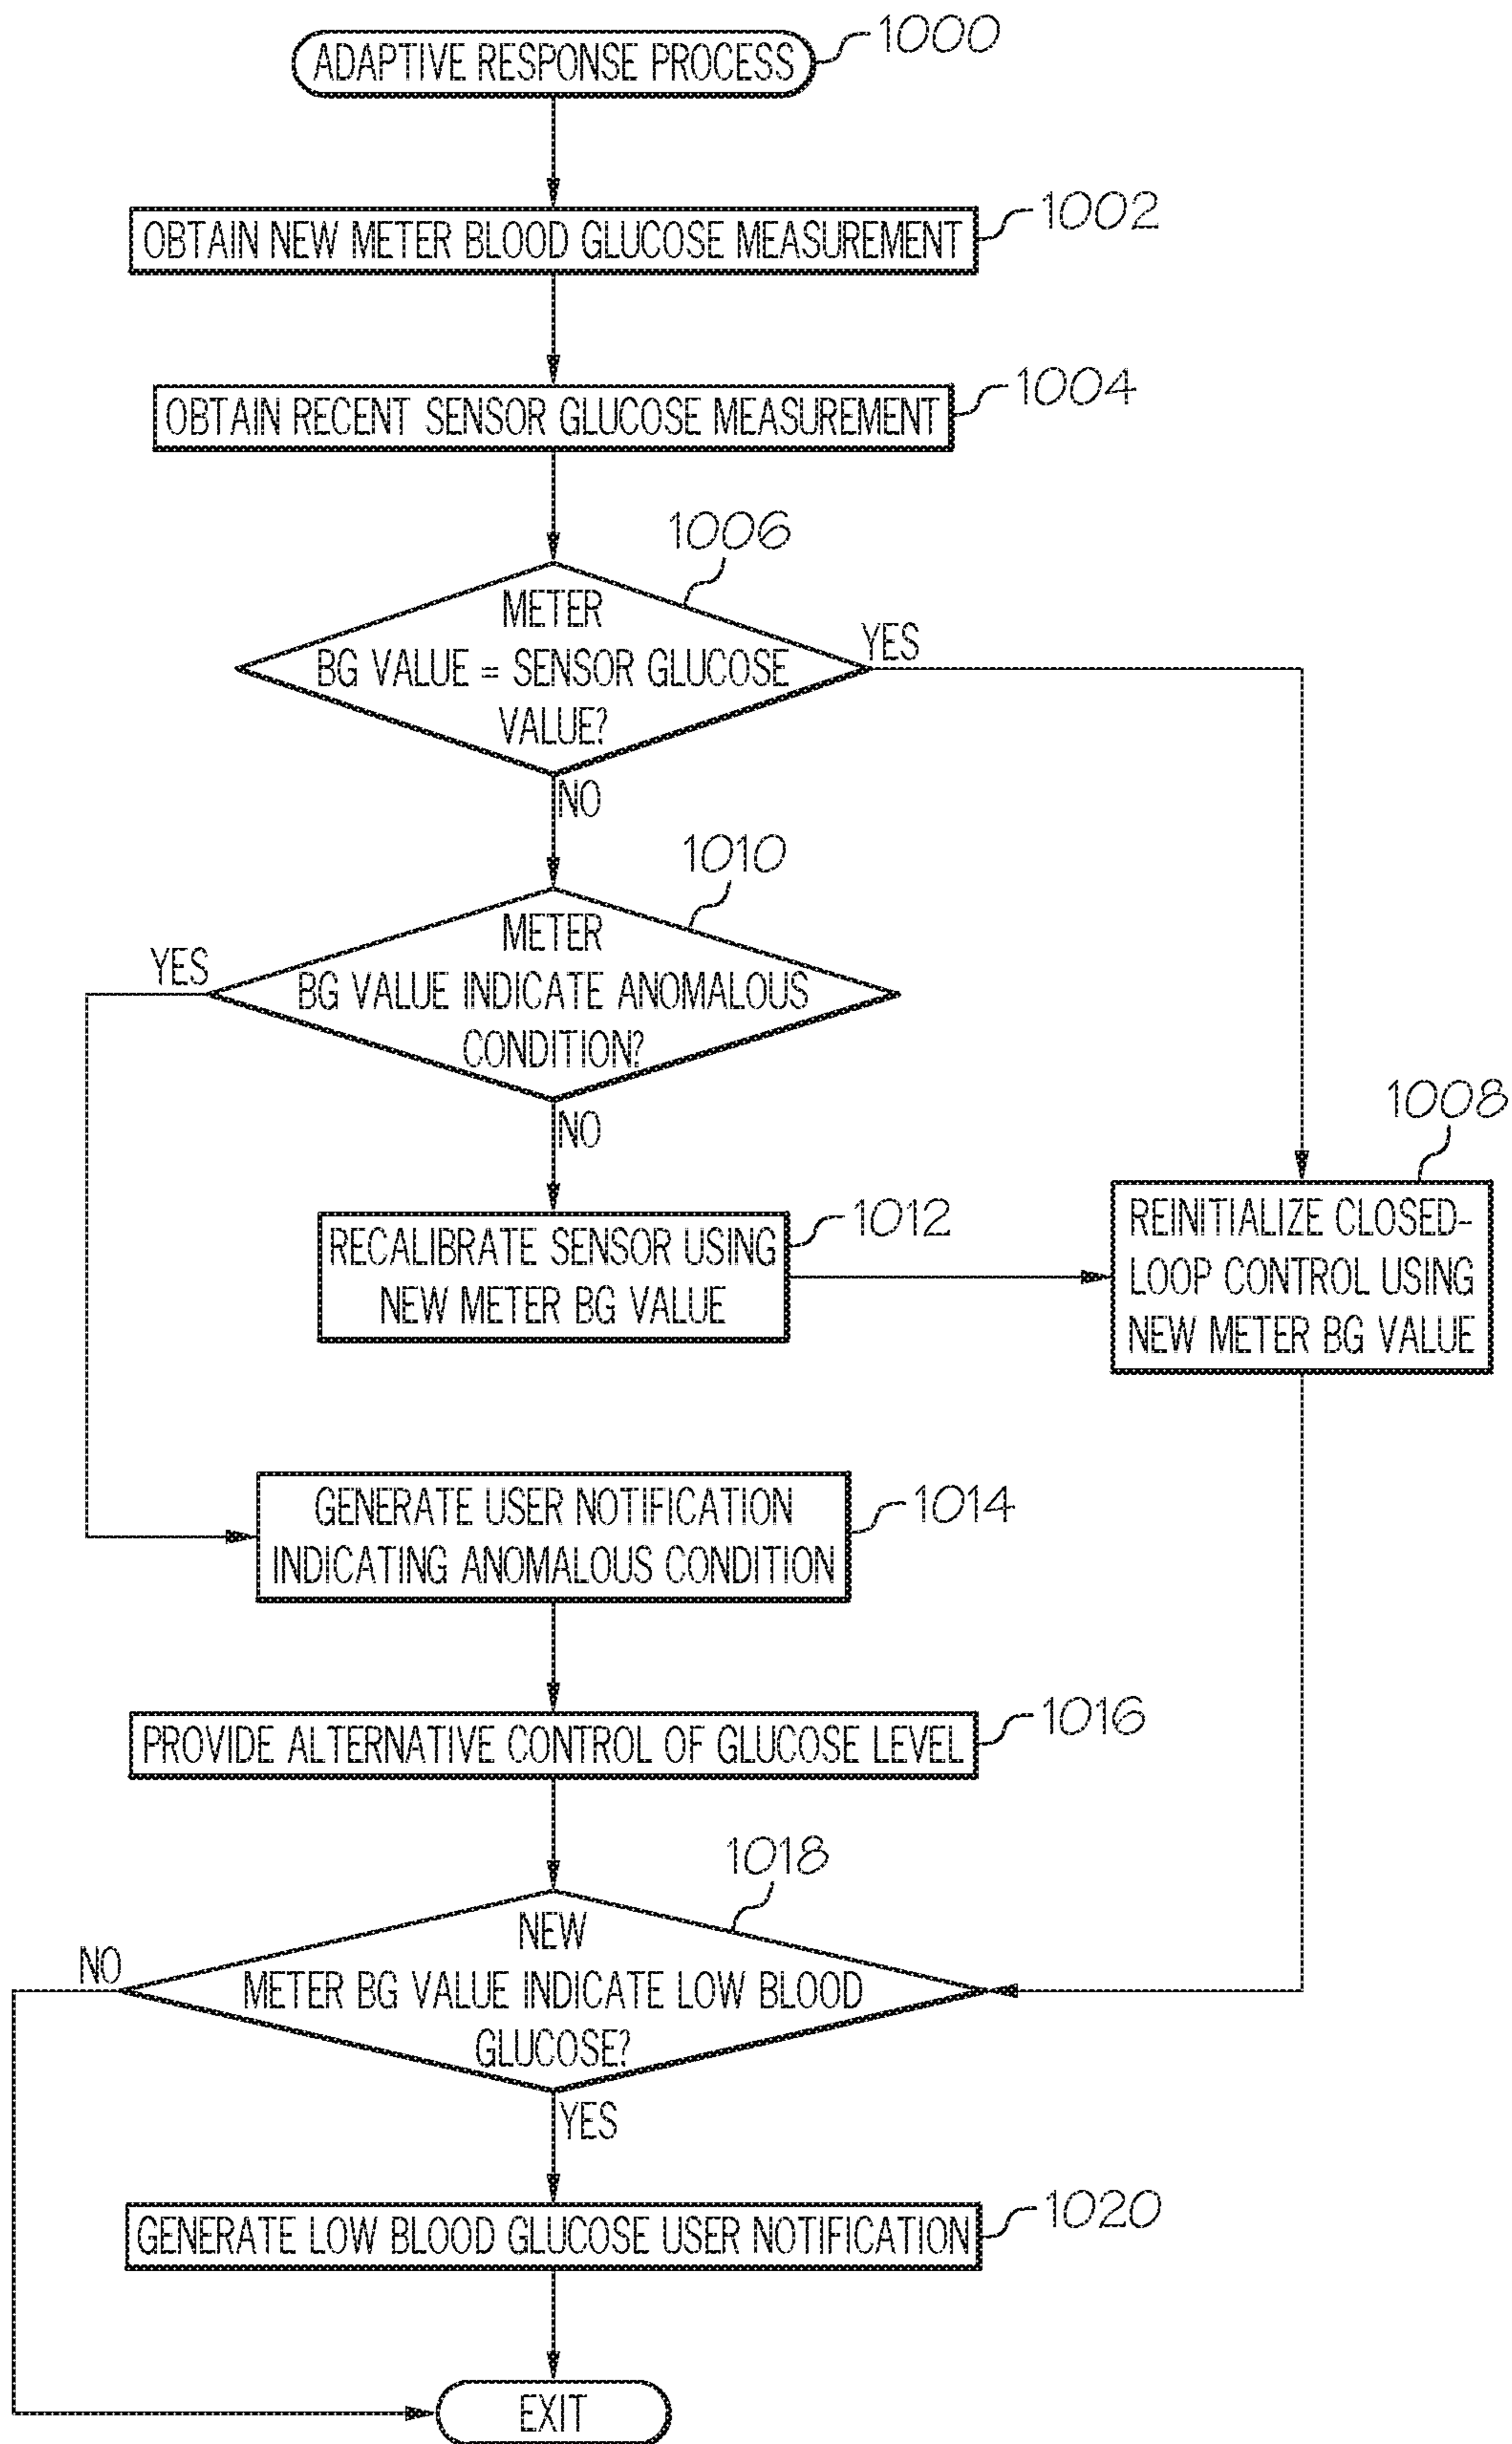 ADAPTIVE RESPONSE PROCESS
1000
OBTAIN NEW METER BLOOD GLUCOSE MEASUREMENT
1002
OBTAIN RECENT SENSOR GLUCOSE MEASUREMENT
1004
1006
METER
BG VALUE = SENSOR GLUCOSE
VALUE?
YES
NO
1010
METER
BG VALUE INDICATE ANOMALOUS
CONDITION?
YES
NO
1008
REINITIALIZE CLOSED-
LOOP CONTROL USING
NEW METER BG VALUE
RECALIBRATE SENSOR USING
NEW METER BG VALUE
1012
GENERATE USER NOTIFICATION
INDICATING ANOMALOUS CONDITION
1014
PROVIDE ALTERNATIVE CONTROL OF GLUCOSE LEVEL
1016
1018
NEW
METER BG VALUE INDICATE LOW BLOOD
GLUCOSE?
NO
YES
GENERATE LOW BLOOD GLUCOSE USER NOTIFICATION
1020
EXIT